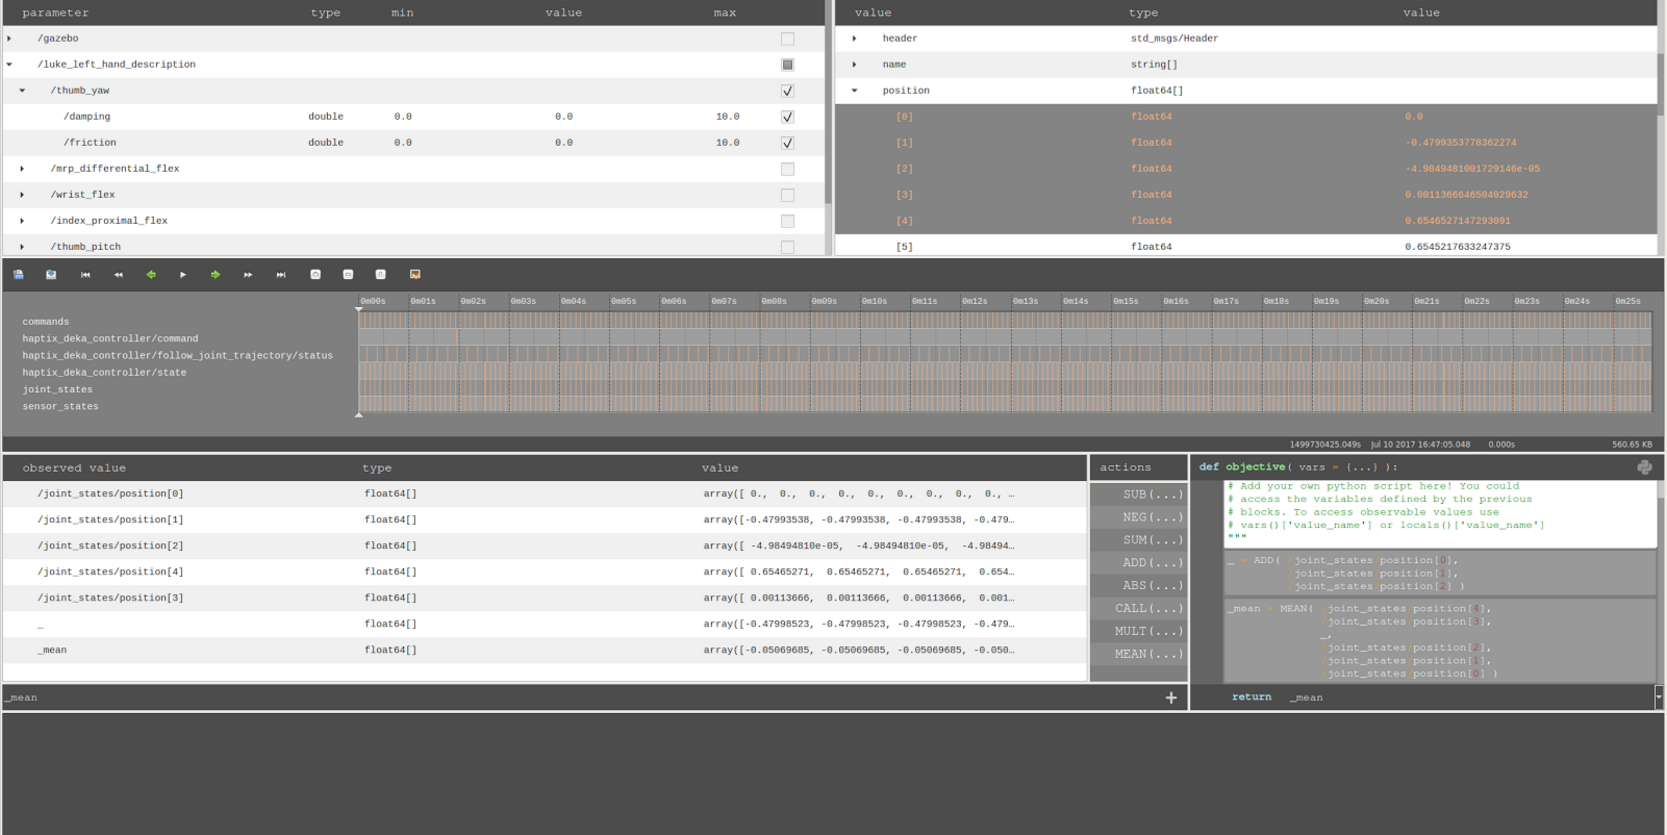 parameter type min value max
/gazebo
/luke_left_hand_description
/thumb_yaw
/damping double 0.0 0.0 10.0
/friction double 0.0 0.0 10.0
/mrp_differential_flex
/wrist_flex
/index_proximal_flex
/thumb_pitch
value type value
header std_msgs/Header
name string[]
position float64[]
[0] float64 0.0
[1] float64 -0.4799353778362274
[2] float64 -4.9849481001729146e-05
[3] float64 0.0011366646504029632
[4] float64 0.6546527147293091
[5] float64 0.6545217633247375
0m00s 0m01s 0m02s 0m03s 0m04s 0m05s 0m06s 0m07s 0m08s 0m09s 0m10s 0m11s 0m12s 0m13s 0m14s 0m15s 0m16s 0m17s 0m18s 0m19s 0m20s 0m21s 0m22s 0m23s 0m24s 0m25s
commands
haptix_deka_controller/command
haptix_deka_controller/follow_joint_trajectory/status
haptix_deka_controller/state
joint_states
sensor_states
1499730425.049s Jul 10 2017 16:47:05.048 0.000s 560.65 KB
observed value type value
/joint_states/position[0] float64[] array([ 0., 0., 0., 0., 0., 0., 0., 0., 0., …
/joint_states/position[1] float64[] array([-0.47993538, -0.47993538, -0.47993538, -0.479…
/joint_states/position[2] float64[] array([ -4.98494810e-05, -4.98494810e-05, -4.98494…
/joint_states/position[4] float64[] array([ 0.65465271, 0.65465271, 0.65465271, 0.654…
/joint_states/position[3] float64[] array([ 0.00113666, 0.00113666, 0.00113666, 0.001…
_ float64[] array([-0.47998523, -0.47998523, -0.47998523, -0.479…
_mean float64[] array([-0.05069685, -0.05069685, -0.05069685, -0.050…
_mean +
actions
SUB(...)
NEG(...)
SUM(...)
ADD(...)
ABS(...)
CALL(...)
MULT(...)
MEAN(...)
def objective( vars = {...} ):
# Add your own python script here! You could
# access the variables defined by the previous
# blocks. To access observable values use
# vars()['value_name'] or locals()['value_name']
"""
_ = ADD( /joint_states/position[0],
/joint_states/position[1],
/joint_states/position[2] )
_mean = MEAN( /joint_states/position[4],
/joint_states/position[3],
_,
/joint_states/position[2],
/joint_states/position[1],
/joint_states/position[0] )
return _mean